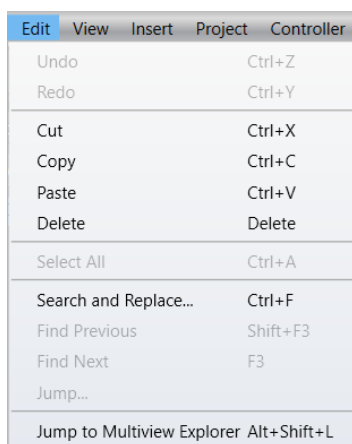 Edit View Insert Project Controller
Undo Ctrl+Z
Redo Ctrl+Y
Cut Ctrl+X
Copy Ctrl+C
Paste Ctrl+V
Delete Delete
Select All Ctrl+A
Search and Replace... Ctrl+F
Find Previous Shift+F3
Find Next F3
Jump...
Jump to Multiview Explorer Alt+Shift+L